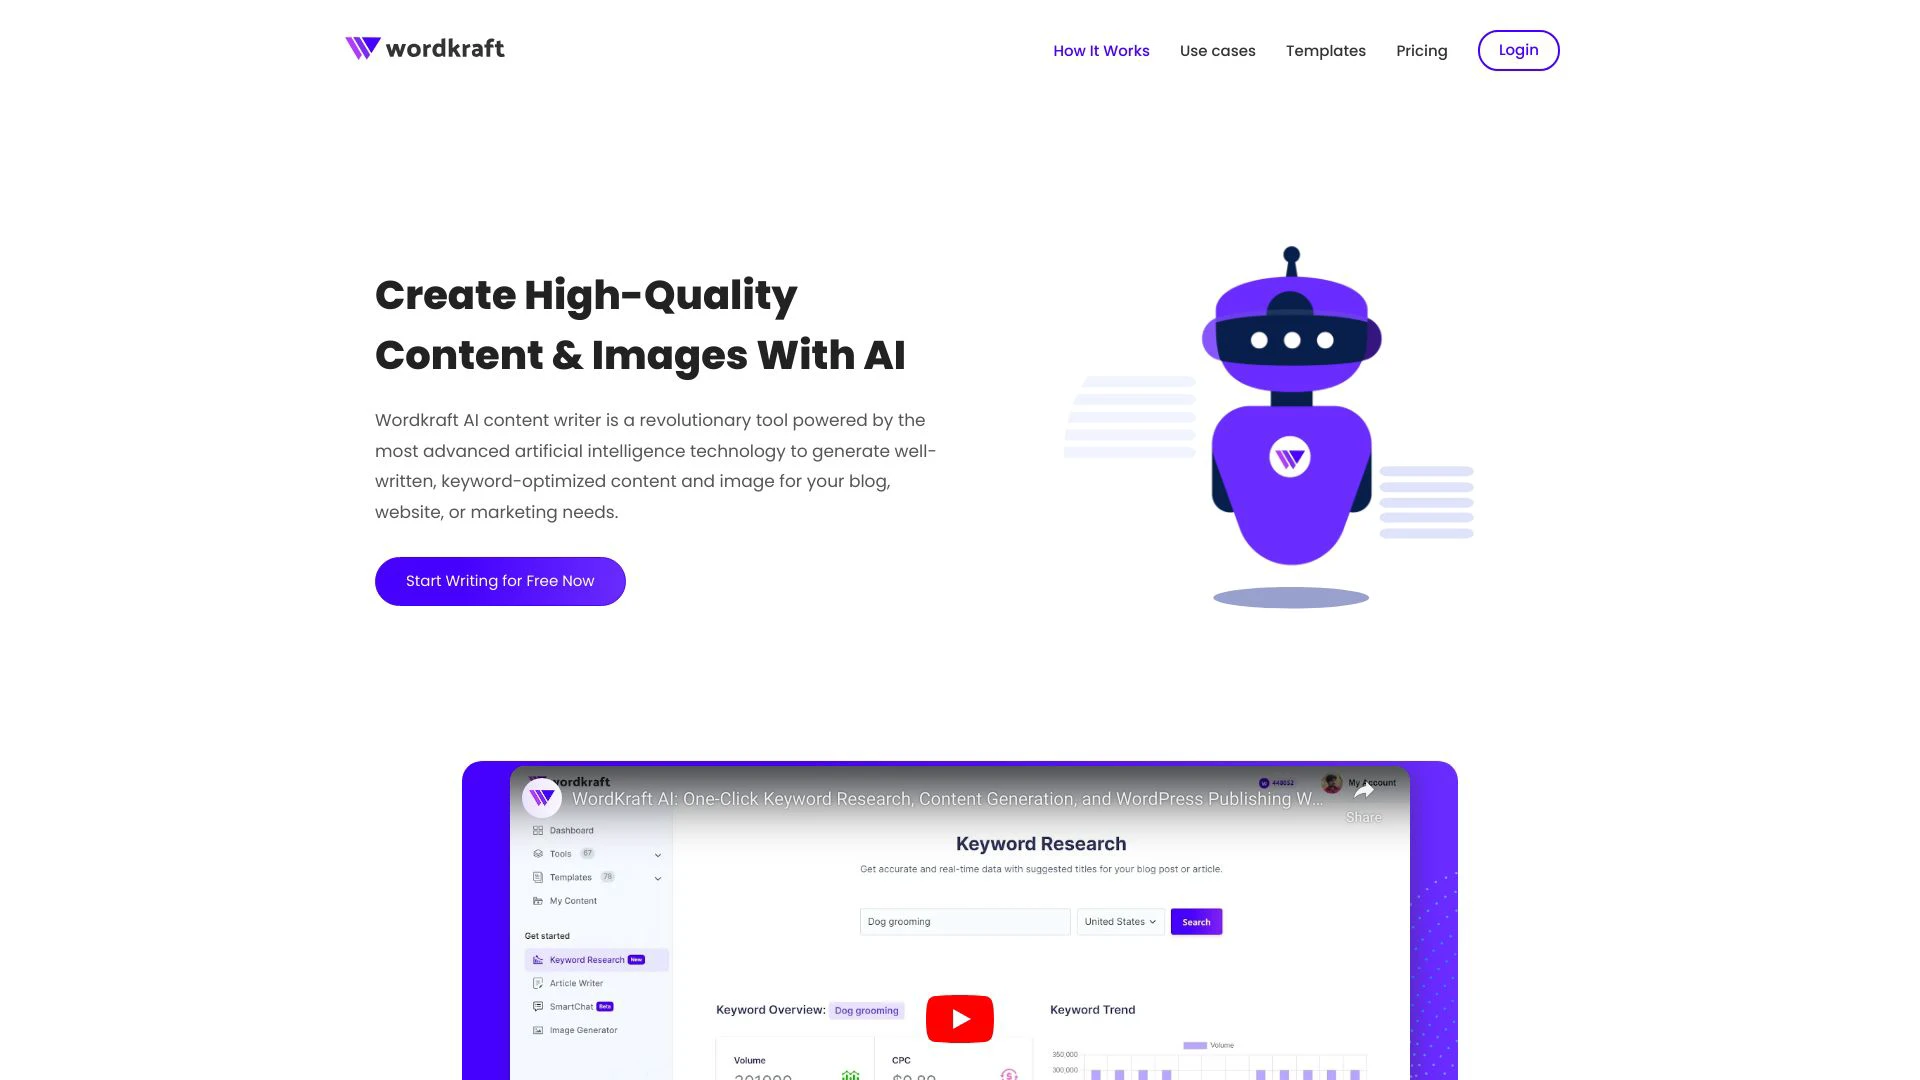 wordkraft
How It Works
Use cases
Templates
Pricing
Login
Create High-Quality
Content & Images With AI
Wordkraft AI content writer is a revolutionary tool powered by the
most advanced artificial intelligence technology to generate well-
written, keyword-optimized content and image for your blog,
website, or marketing needs.
Start Writing for Free Now
wordkraft
448052
My Account
WordKraft AI: One-Click Keyword Research, Content Generation, and WordPress Publishing W...
Share
Dashboard
Tools 67
Templates 78
My Content
Get started
Keyword Research New
Article Writer
SmartChat Beta
Image Generator
Keyword Research
Get accurate and real-time data with suggested titles for your blog post or article.
Dog grooming
United States
Search
Keyword Overview: Dog grooming
Volume
CPC
Keyword Trend
Volume
350,000
300,000